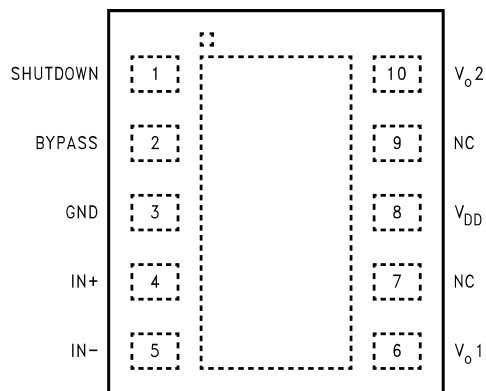 SHUTDOWN 1 10 Vo2
BYPASS 2 9 NC
GND 3 8 VDD
IN+ 4 7 NC
IN- 5 6 Vo1